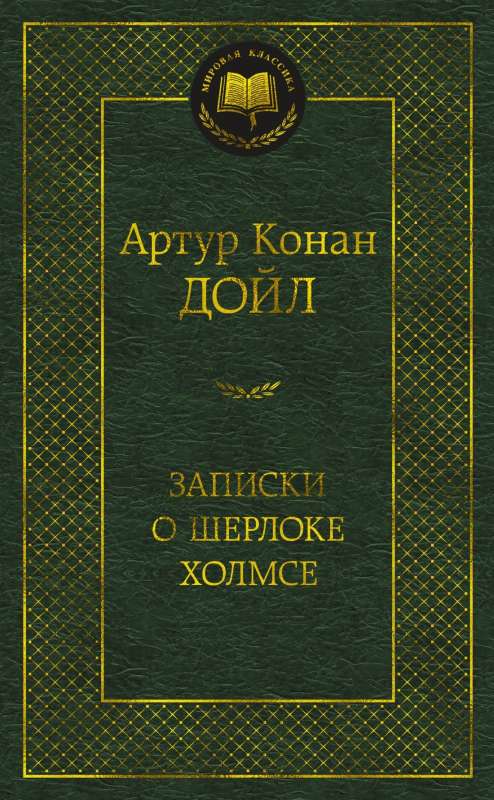 МИРОВАЯ КЛАССИКА
Артур Конан
ДОЙЛ
ЗАПИСКИ
О ШЕРЛОКЕ
ХОЛМСЕ